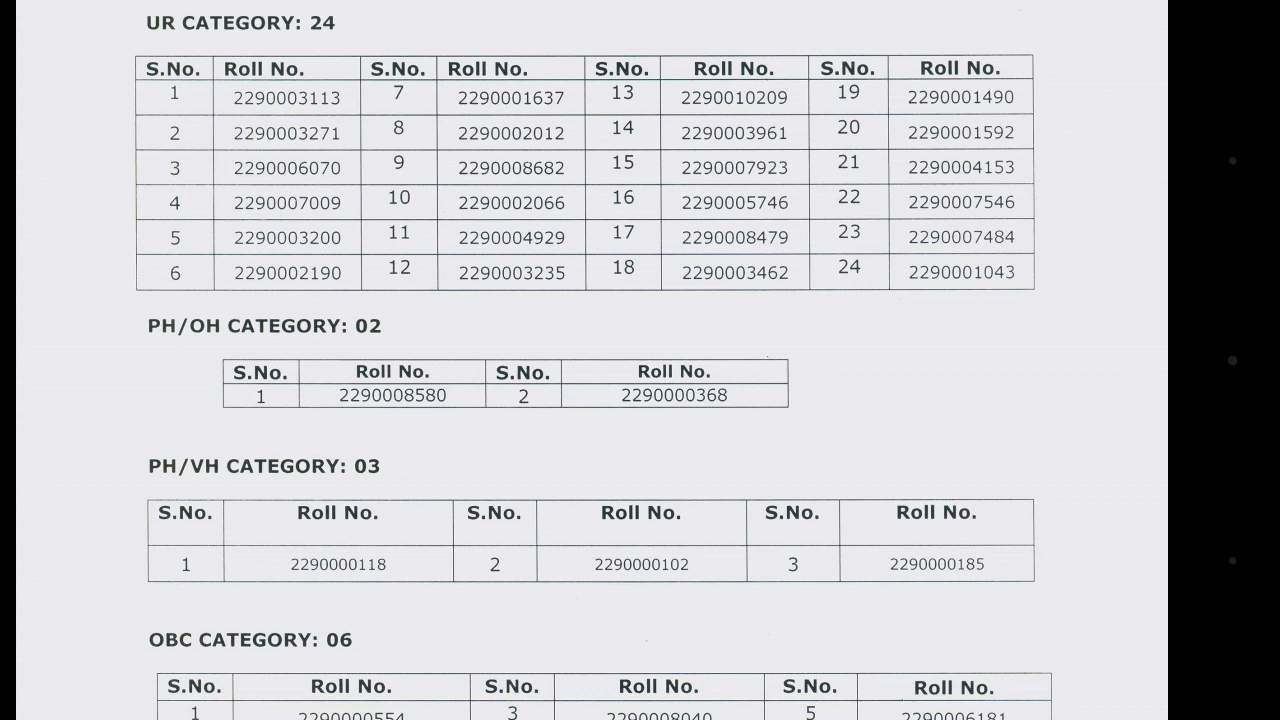 UR CATEGORY: 24
S.No. Roll No. S.No. Roll No. S.No. Roll No. S.No. Roll No.
1 2290003113 7 2290001637 13 2290010209 19 2290001490
2 2290003271 8 2290002012 14 2290003961 20 2290001592
3 2290006070 9 2290008682 15 2290007923 21 2290004153
4 2290007009 10 2290002066 16 2290005746 22 2290007546
5 2290003200 11 2290004929 17 2290008479 23 2290007484
6 2290002190 12 2290003235 18 2290003462 24 2290001043
PH/OH CATEGORY: 02
S.No. Roll No. S.No. Roll No.
1 2290008580 2 2290000368
PH/VH CATEGORY: 03
S.No. Roll No. S.No. Roll No. S.No. Roll No.
1 2290000118 2 2290000102 3 2290000185
OBC CATEGORY: 06
S.No. Roll No. S.No. Roll No. S.No. Roll No.
1 2290000554 3 2290008040 5 2290006181